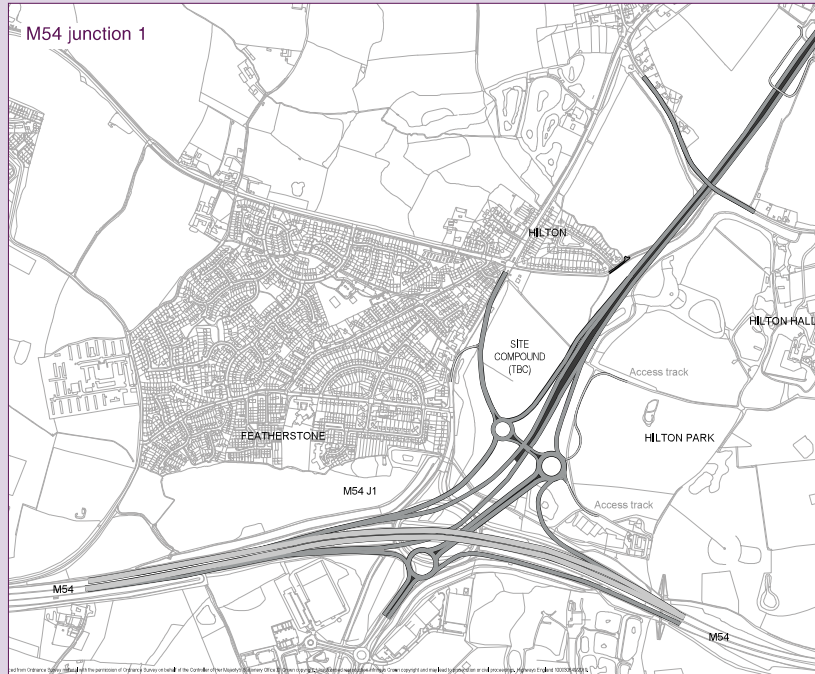 M54 junction 1
HILTON
HILTON HALL
SITE
COMPOUND
(TBC)
Access track
FEATHERSTONE
HILTON PARK
M54 J1
Access track
M54
M54